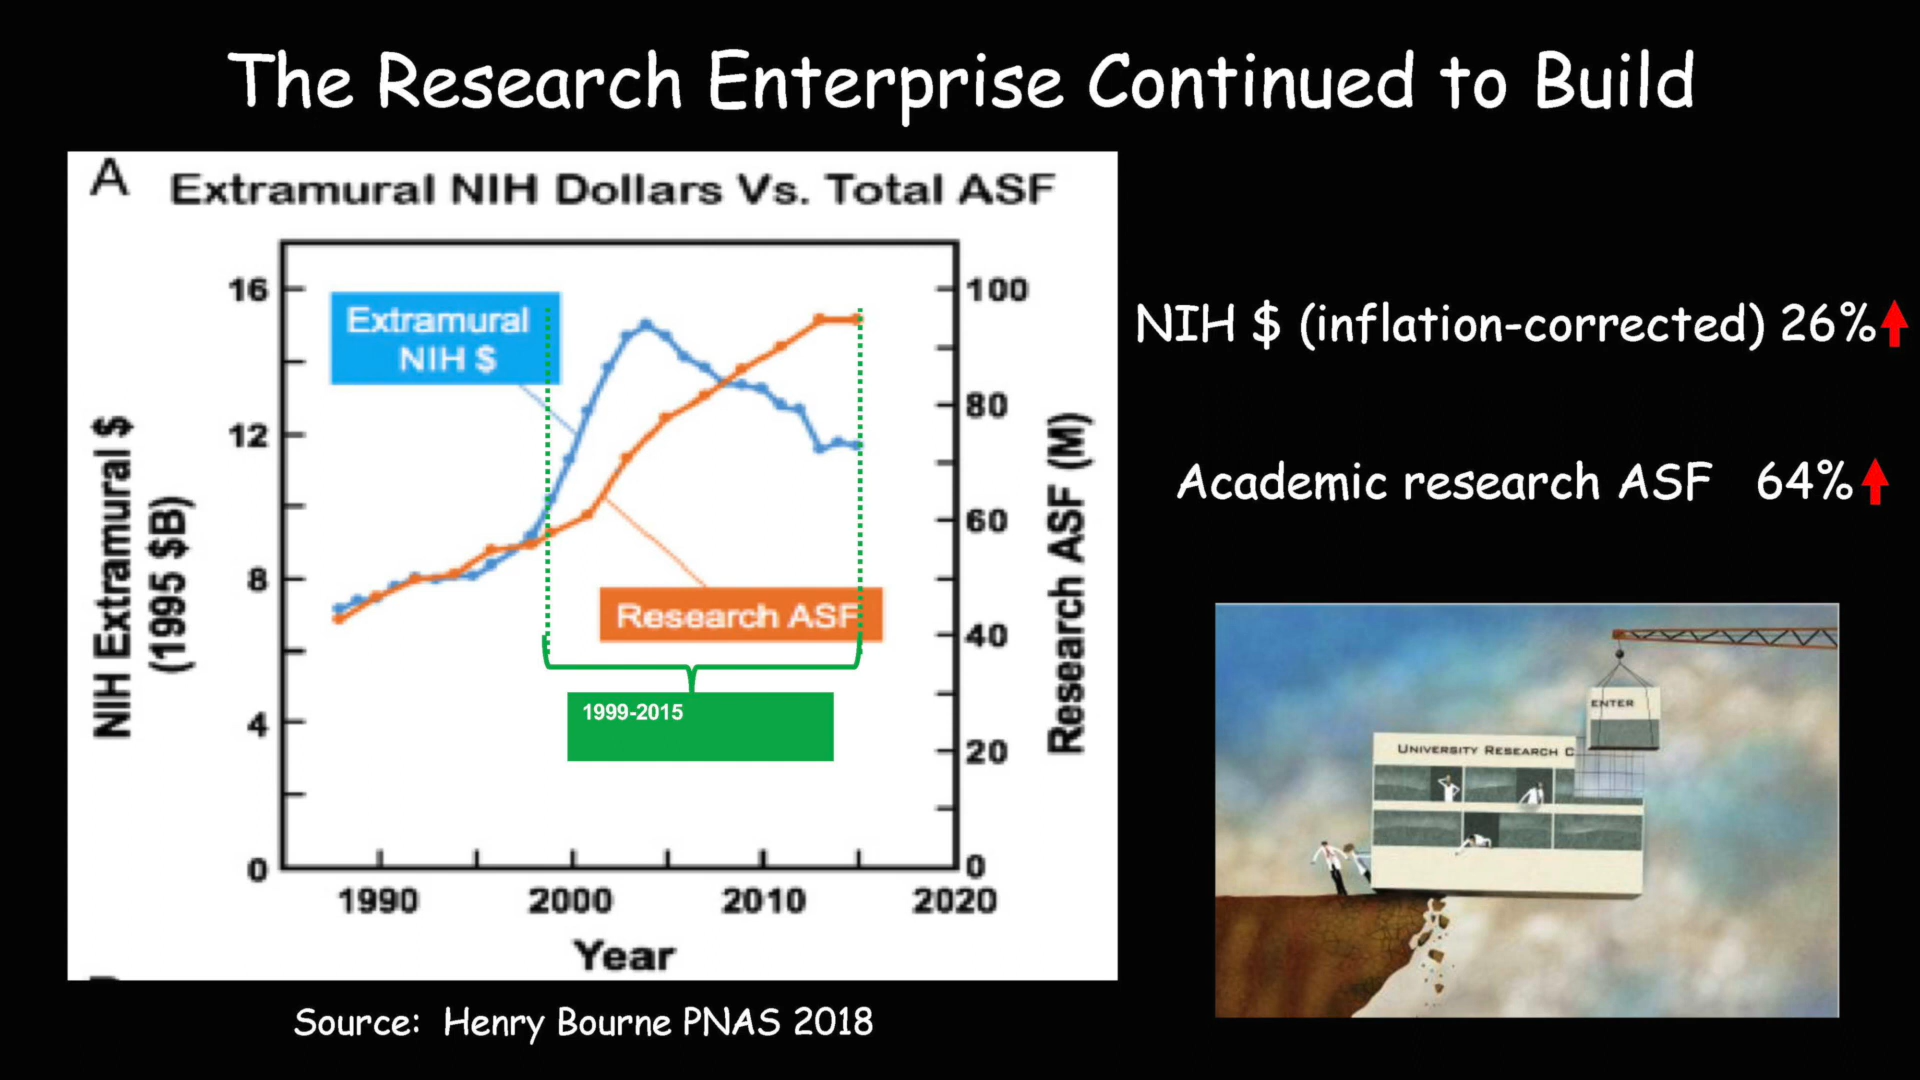 The Research Enterprise Continued to Build
A
Extramural NIH Dollars Vs. Total ASF
16
12
8
4
0
NIH Extramural $
(1995 $B)
Extramural
NIH $
Research ASF
1999-2015
100
80
60
40
20
0
Research ASF (M)
1990 2000 2010 2020
Year
Source: Henry Bourne PNAS 2018
NIH $ (inflation-corrected) 26%
Academic research ASF 64%
ENTER
UNIVERSITY RESEARCH C